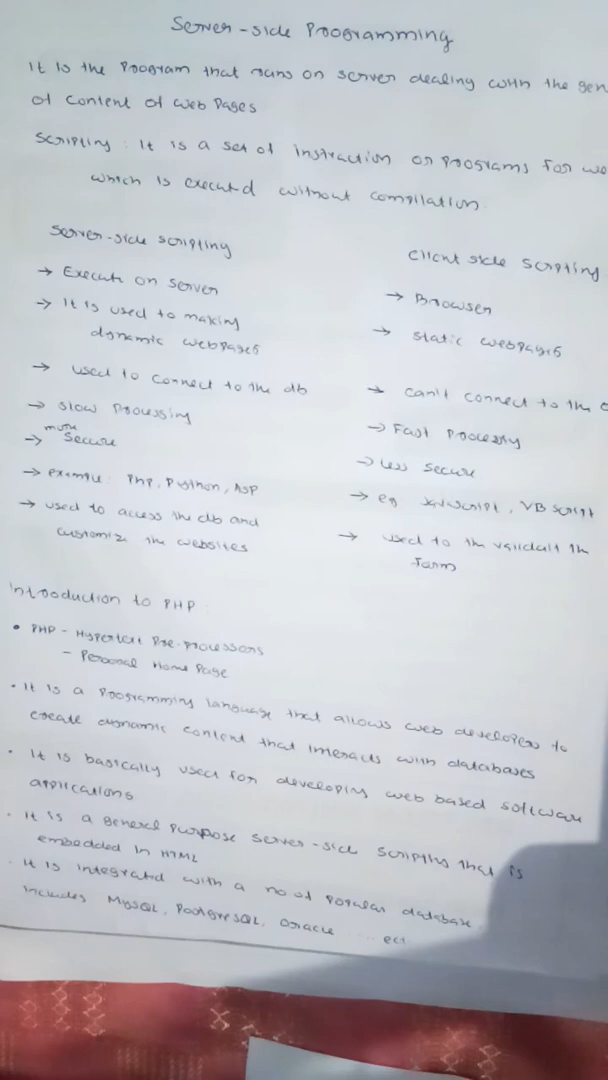 Server-side Programming
It is the Program that runs on server dealing with the gen
of content of web Pages
Scripting: It is a set of instruction or programs for we
which is executed without compilation.
Server-side scripting
→ Execute on server
→ It is used to making
dynamic webpages
→ used to connect to the db
→ slow Processing
more
→ Secure
→ example: Php, Python, ASP
→ used to access the db and
customize the websites
Client side scripting
→ Browser
→ static webpages
→ can't connect to the
→ Fast Processing
→ less secure
→ eg Javascript, VB script
→ used to the validate the
form
Introduction to PHP:
• PHP - Hypertext Pre-processors
- Personal Home Page
• It is a Programming language that allows web developers to
create dynamic content that interacts with databases
• It is basically used for developing web based software
applications
• It is a general purpose server-side scripting that is
embedded in HTML
• It is integrated with a no of popular database
includes MySQL, PostgreSQL, Oracle ... ect